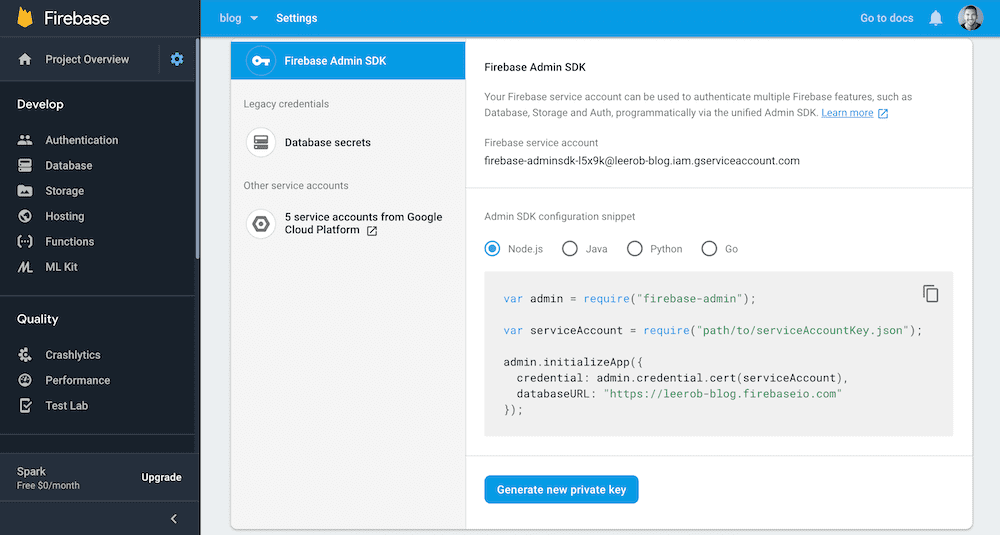 Firebase
blog
Settings
Go to docs
Project Overview
Develop
Authentication
Database
Storage
Hosting
Functions
ML Kit
Quality
Crashlytics
Performance
Test Lab
Spark
Free $0/month
Upgrade
Firebase Admin SDK
Legacy credentials
Database secrets
Other service accounts
5 service accounts from Google
Cloud Platform
Firebase Admin SDK
Your Firebase service account can be used to authenticate multiple Firebase features, such as
Database, Storage and Auth, programmatically via the unified Admin SDK. Learn more
Firebase service account
firebase-adminsdk-l5x9k@leerob-blog.iam.gserviceaccount.com
Admin SDK configuration snippet
Node.js
Java
Python
Go
var admin = require("firebase-admin");
var serviceAccount = require("path/to/serviceAccountKey.json");
admin.initializeApp({
  credential: admin.credential.cert(serviceAccount),
  databaseURL: "https://leerob-blog.firebaseio.com"
});
Generate new private key